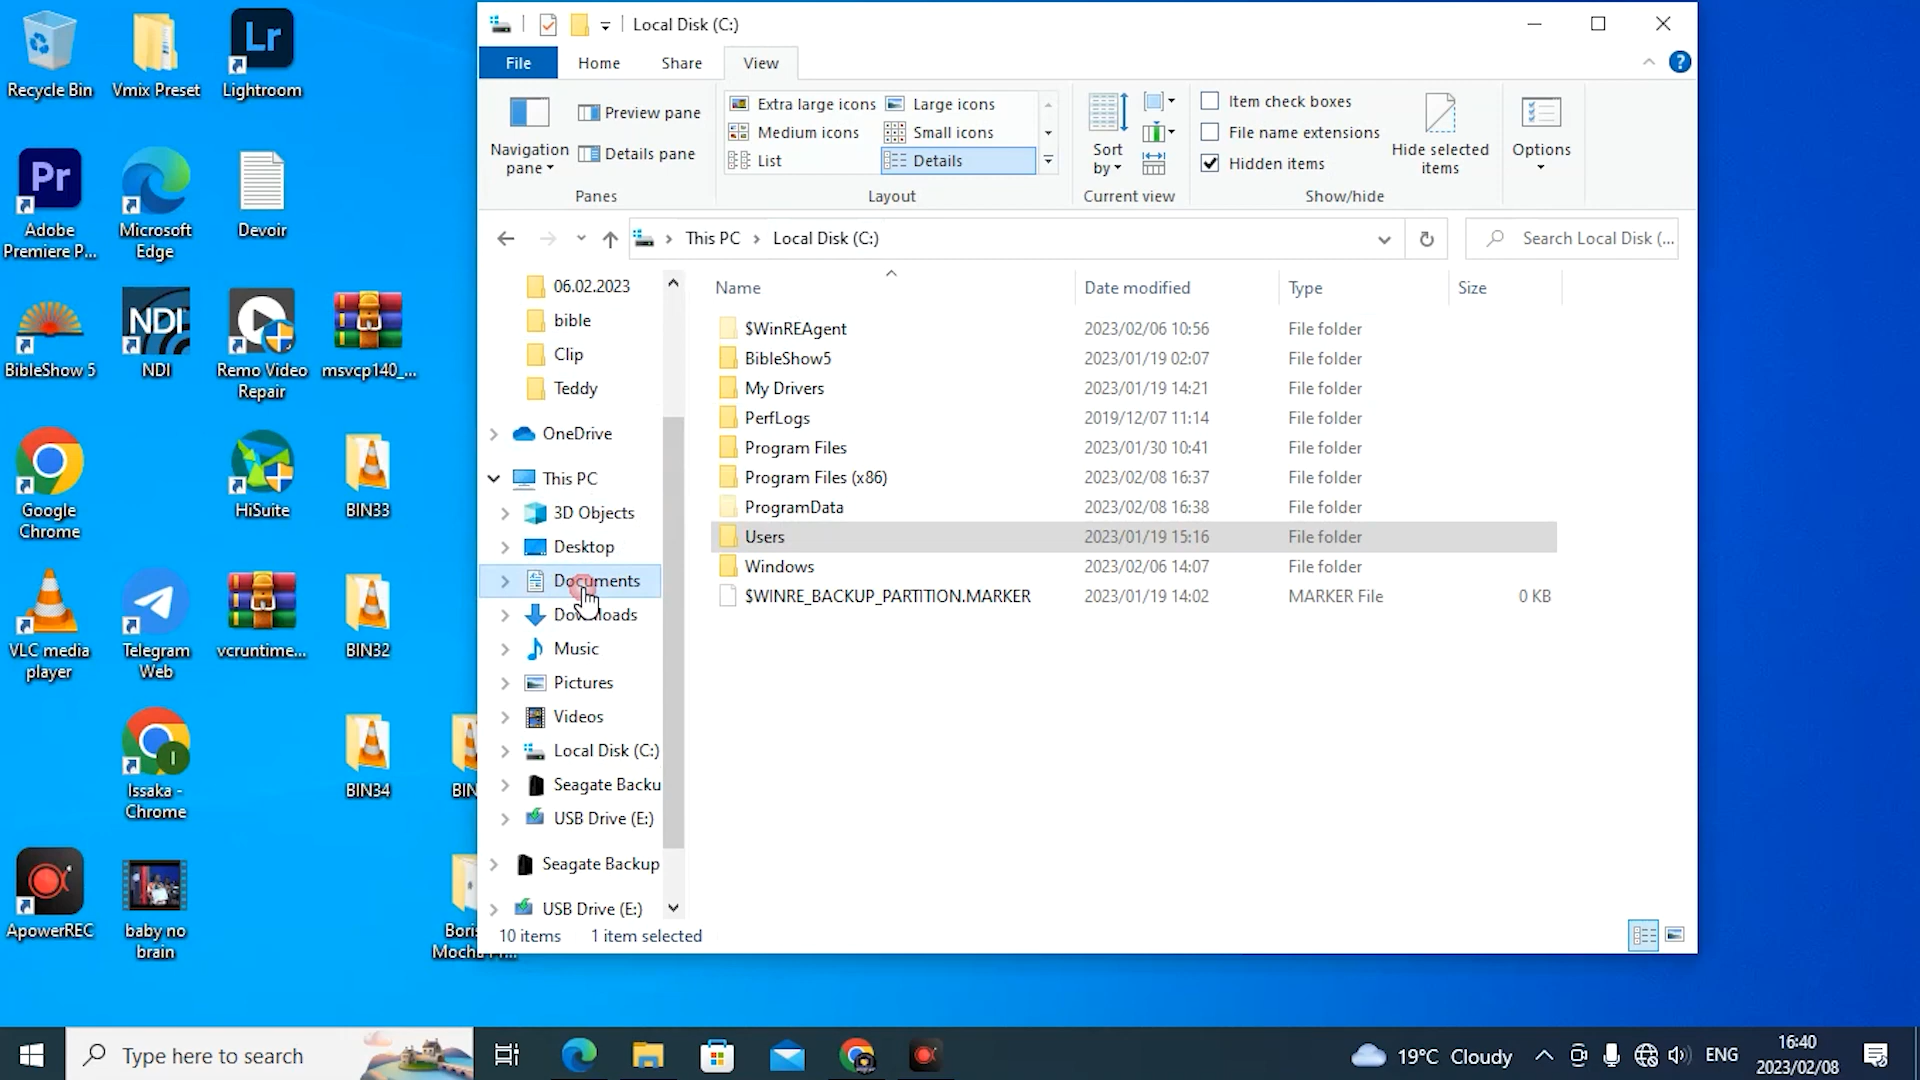 Recycle Bin
Vmix Preset
Lr
Lightroom
Pr
Adobe
Premiere P...
Microsoft
Edge
Devoir
BibleShow 5
NDI
NDI
Remo Video
Repair
msvcp140_...
Google
Chrome
HiSuite
BIN33
VLC media
player
Telegram
Web
vcruntime...
BIN32
I
Issaka -
Chrome
BIN34
BIN
ApowerREC
baby no
brain
Boris
Mocha Pr...
Local Disk (C:)
File
Home
Share
View
?
Navigation
pane
Preview pane
Details pane
Panes
Extra large icons
Large icons
Medium icons
Small icons
List
Details
Layout
Sort
by
Current view
Item check boxes
File name extensions
Hidden items
Hide selected
items
Show/hide
Options
This PC
Local Disk (C:)
Search Local Disk (...
06.02.2023
bible
Clip
Teddy
OneDrive
This PC
3D Objects
Desktop
Documents
Downloads
Music
Pictures
Videos
Local Disk (C:)
Seagate Backu
USB Drive (E:)
Seagate Backup
USB Drive (E:)
Name Date modified Type Size
$WinREAgent 2023/02/06 10:56 File folder
BibleShow5 2023/01/19 02:07 File folder
My Drivers 2023/01/19 14:21 File folder
PerfLogs 2019/12/07 11:14 File folder
Program Files 2023/01/30 10:41 File folder
Program Files (x86) 2023/02/08 16:37 File folder
ProgramData 2023/02/08 16:38 File folder
Users 2023/01/19 15:16 File folder
Windows 2023/02/06 14:07 File folder
$WINRE_BACKUP_PARTITION.MARKER 2023/01/19 14:02 MARKER File 0 KB
10 items 1 item selected
Type here to search
19°C Cloudy
ENG
16:40
2023/02/08